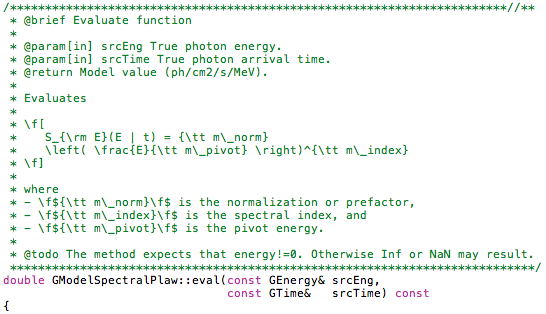 /***********************************************************************//**
 * @brief Evaluate function
 *
 * @param[in] srcEng True photon energy.
 * @param[in] srcTime True photon arrival time.
 * @return Model value (ph/cm2/s/MeV).
 *
 * Evaluates
 *
 * \f[
 *    S_{\rm E}(E | t) = {\tt m\_norm}
 *    \left( \frac{E}{\tt m\_pivot} \right)^{\tt m\_index}
 * \f]
 *
 * where
 * - \f${\tt m\_norm}\f$ is the normalization or prefactor,
 * - \f${\tt m\_index}\f$ is the spectral index, and
 * - \f${\tt m\_pivot}\f$ is the pivot energy.
 *
 * @todo The method expects that energy!=0. Otherwise Inf or NaN may result.
 ***************************************************************************/
double GModelSpectralPlaw::eval(const GEnergy& srcEng,
                                const GTime&   srcTime) const
{